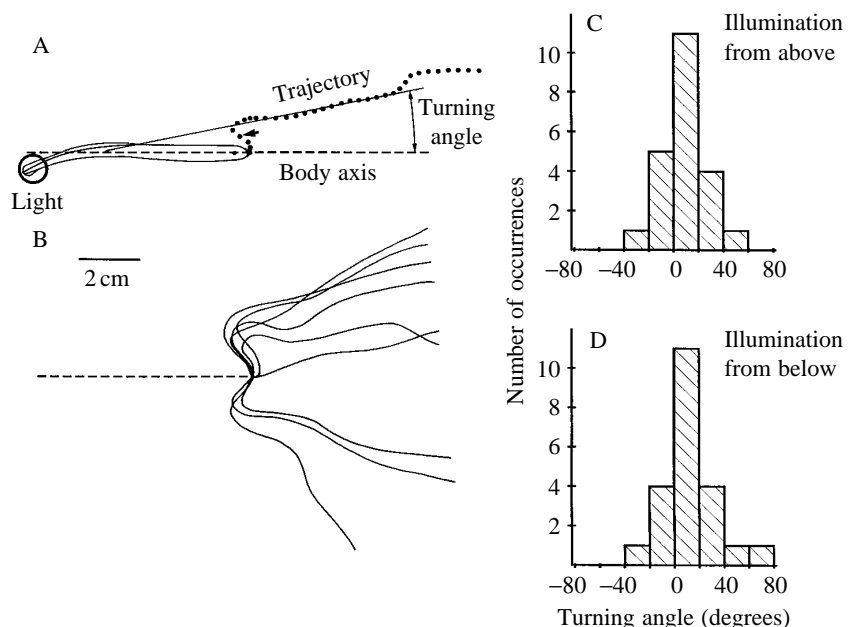 A
Trajectory
Turning
angle
Body axis
Light
B
2 cm
C
Illumination
from above
10
8
6
4
2
−80 −40 0 40 80
Number of occurrences
D
Illumination
from below
10
8
6
4
2
−80 −40 0 40 80
Turning angle (degrees)